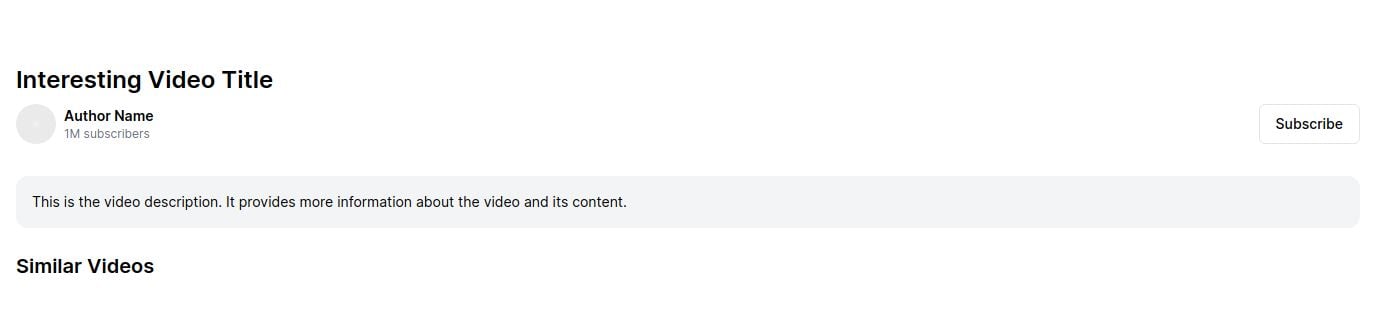 Interesting Video Title
Author Name
1M subscribers
Subscribe
This is the video description. It provides more information about the video and its content.
Similar Videos